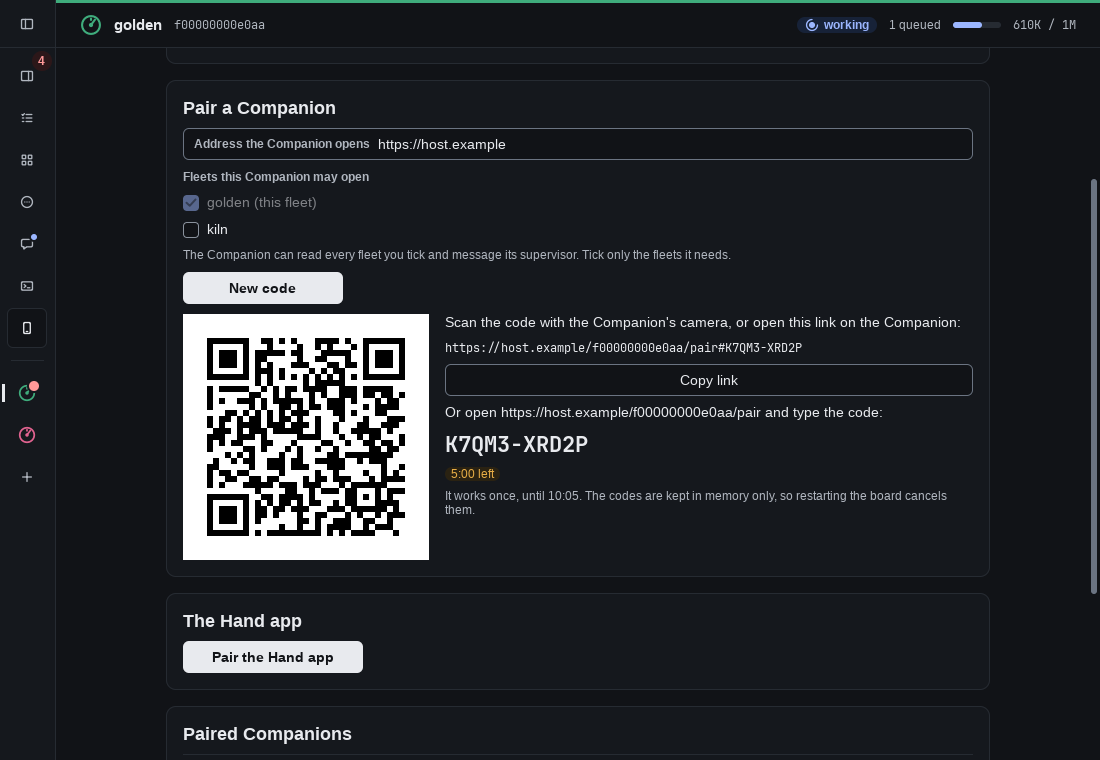 golden f00000000e0aa working 1 queued 610K / 1M
4
Pair a Companion
Address the Companion opens https://host.example
Fleets this Companion may open
golden (this fleet)
kiln
The Companion can read every fleet you tick and message its supervisor. Tick only the fleets it needs.
New code
Scan the code with the Companion's camera, or open this link on the Companion:
https://host.example/f00000000e0aa/pair#K7QM3-XRD2P
Copy link
Or open https://host.example/f00000000e0aa/pair and type the code:
K7QM3-XRD2P
5:00 left
It works once, until 10:05. The codes are kept in memory only, so restarting the board cancels
them.
The Hand app
Pair the Hand app
Paired Companions